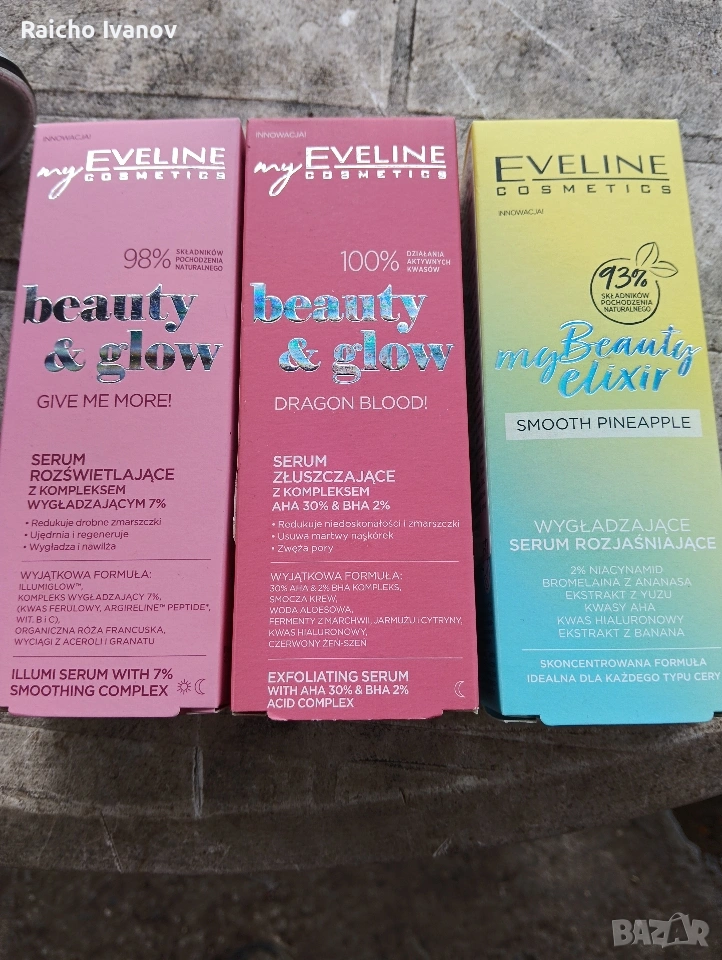 Raicho Ivanov
INNOWACJA!
my EVELINE
COSMETICS
98% SKŁADNIKÓW
POCHODZENIA
NATURALNEGO
beauty
& glow
GIVE ME MORE!
SERUM
ROZŚWIETLAJĄCE
Z KOMPLEKSEM
WYGŁADZAJĄCYM 7%
• Redukuje drobne zmarszczki
• Ujędrnia i regeneruje
• Wygładza i nawilża
WYJĄTKOWA FORMUŁA:
ILLUMIGLOW™,
KOMPLEKS WYGŁADZAJĄCY 7%,
(KWAS FERULOWY, ARGIRELINE™ PEPTIDE*,
WIT. B i C),
ORGANICZNA RÓŻA FRANCUSKA,
WYCIĄGI Z ACEROLI I GRANATU
ILLUMI SERUM WITH 7%
SMOOTHING COMPLEX
INNOWACJA!
my EVELINE
COSMETICS
100% DZIAŁANIA
AKTYWNYCH
KWASÓW
beauty
& glow
DRAGON BLOOD!
SERUM
ZŁUSZCZAJĄCE
Z KOMPLEKSEM
AHA 30% & BHA 2%
• Redukuje niedoskonałości i zmarszczki
• Usuwa martwy naskórek
• Zwęża pory
WYJĄTKOWA FORMUŁA:
30% AHA & 2% BHA KOMPLEKS,
SMOCZA KREW,
WODA ALOESOWA,
FERMENTY Z MARCHWII, JARMUŻU i CYTRYNY,
KWAS HIALURONOWY,
CZERWONY ŻEŃ-SZEŃ
EXFOLIATING SERUM
WITH AHA 30% & BHA 2%
ACID COMPLEX
EVELINE
COSMETICS
INNOWACJA!
93%
SKŁADNIKÓW
POCHODZENIA
NATURALNEGO
my Beauty
elixir
SMOOTH PINEAPPLE
WYGŁADZAJĄCE
SERUM ROZJAŚNIAJĄCE
2% NIACYNAMID
BROMELAINA Z ANANASA
EKSTRAKT Z YUZU
KWASY AHA
KWAS HIALURONOWY
EKSTRAKT Z BANANA
SKONCENTROWANA FORMUŁA
IDEALNA DLA KAŻDEGO TYPU CERY
BAZAR